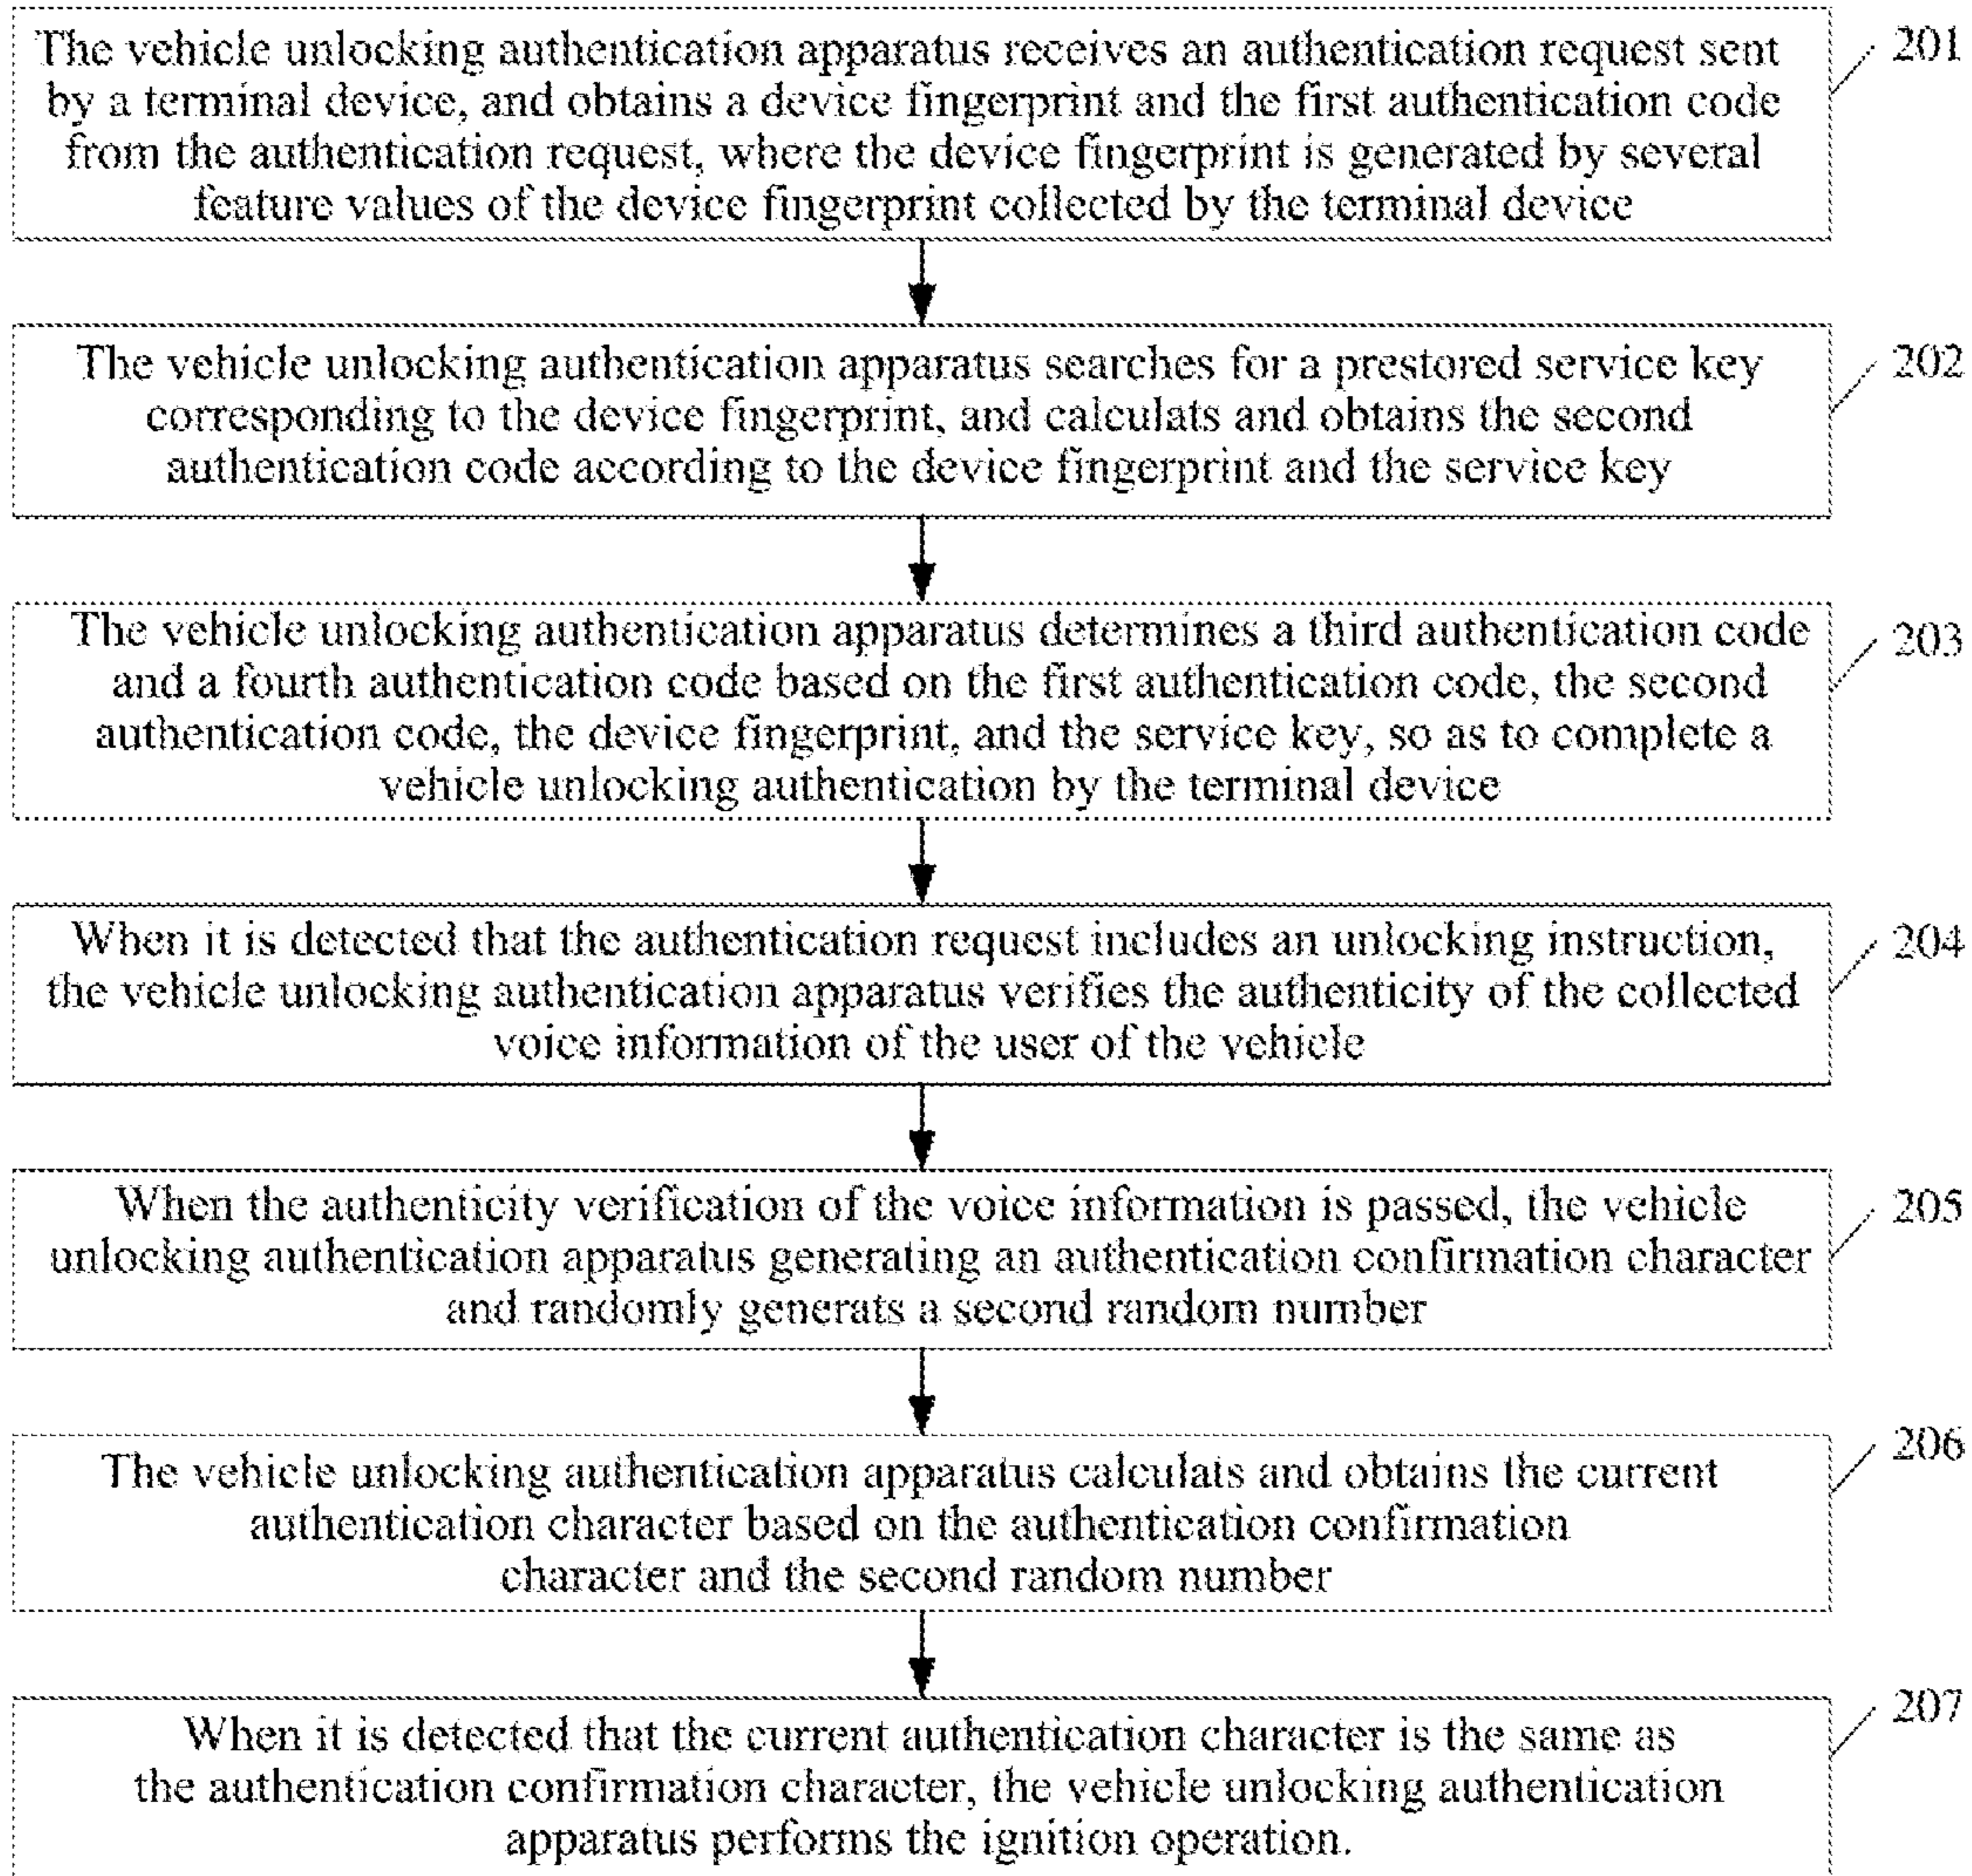 The vehicle unlocking authentication apparatus receives an authentication request sent
by a terminal device, and obtains a device fingerprint and the first authentication code
from the authentication request, where the device fingerprint is generated by several
feature values of the device fingerprint collected by the terminal device
201
The vehicle unlocking authentication apparatus searches for a prestored service key
corresponding to the device fingerprint, and calculats and obtains the second
authentication code according to the device fingerprint and the service key
202
The vehicle unlocking authentication apparatus determines a third authentication code
and a fourth authentication code based on the first authentication code, the second
authentication code, the device fingerprint, and the service key, so as to complete a
vehicle unlocking authentication by the terminal device
203
When it is detected that the authentication request includes an unlocking instruction,
the vehicle unlocking authentication apparatus verifies the authenticity of the collected
voice information of the user of the vehicle
204
When the authenticity verification of the voice information is passed, the vehicle
unlocking authentication apparatus generating an authentication confirmation character
and randomly generats a second random number
205
The vehicle unlocking authentication apparatus calculats and obtains the current
authentication character based on the authentication confirmation
character and the second random number
206
When it is detected that the current authentication character is the same as
the authentication confirmation character, the vehicle unlocking authentication
apparatus performs the ignition operation.
207